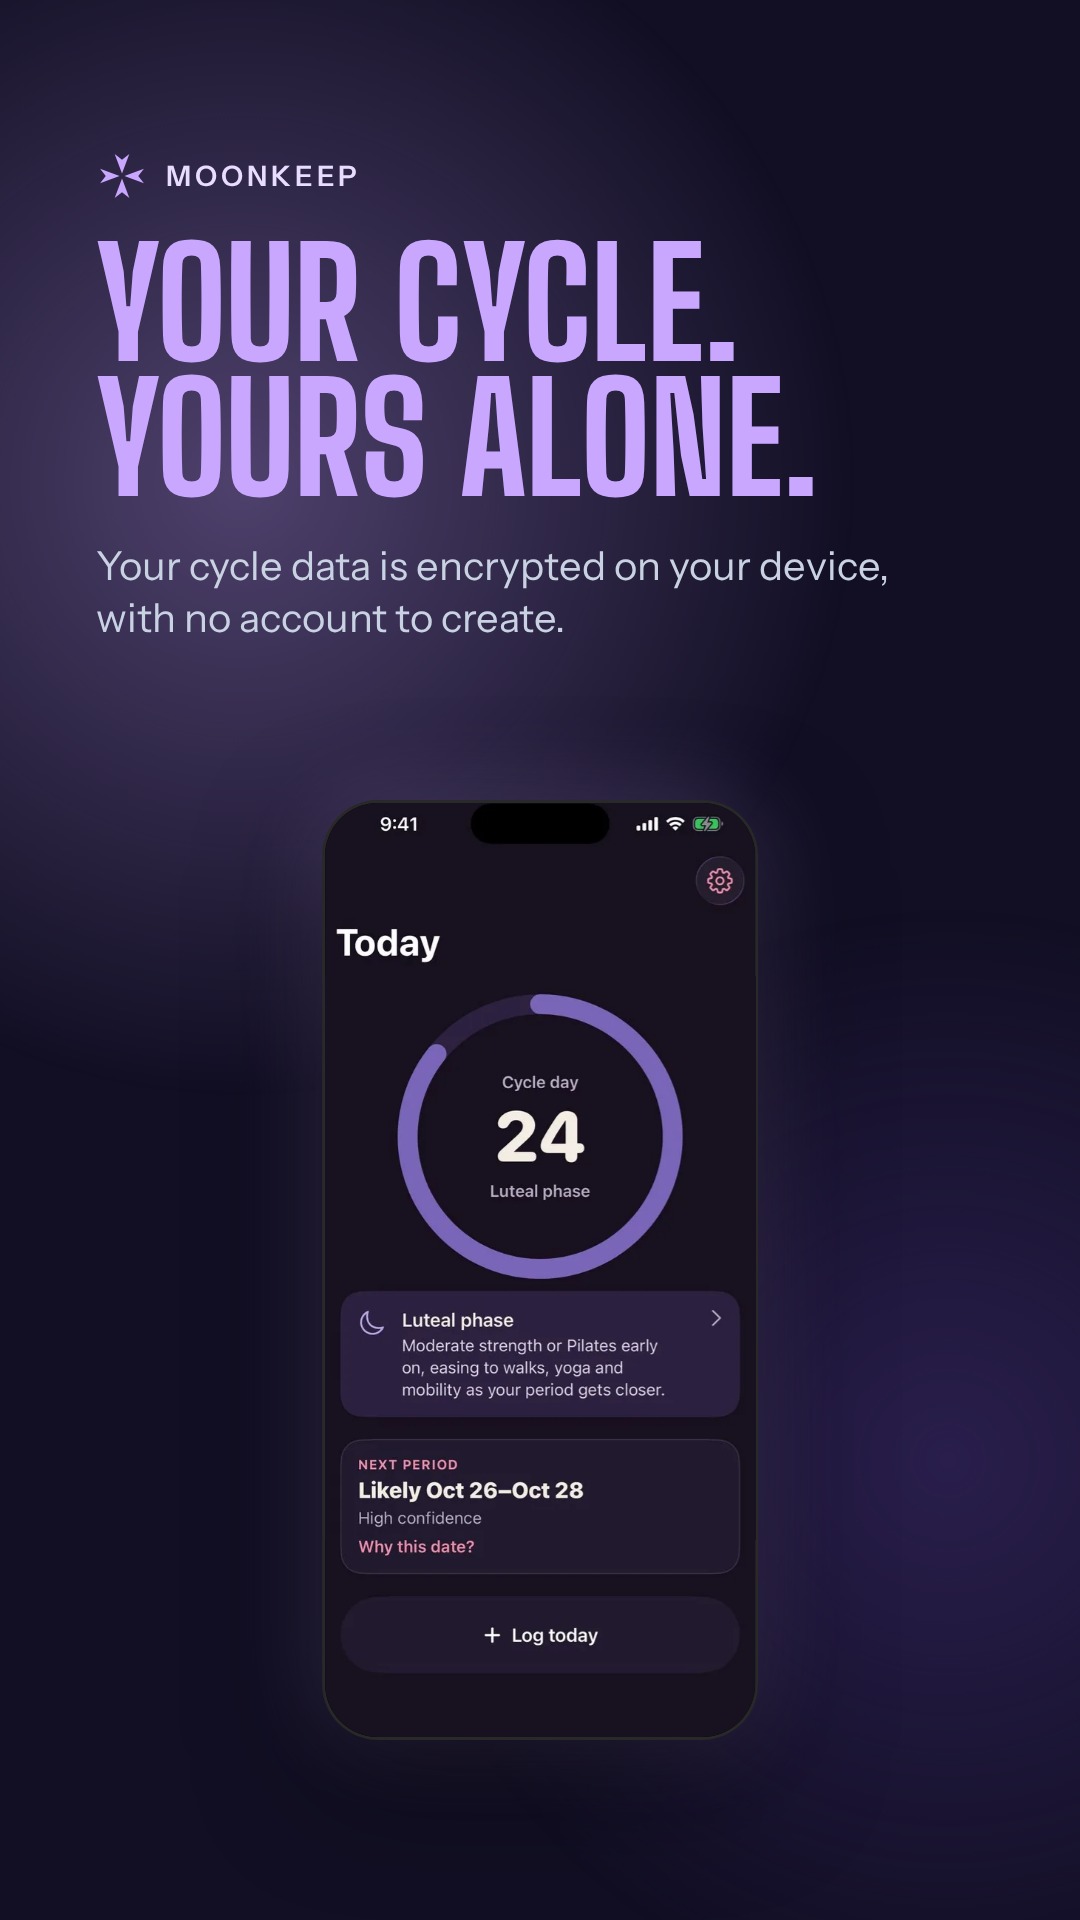 MOONKEEP
YOUR CYCLE.
YOURS ALONE.
Your cycle data is encrypted on your device,
with no account to create.
9:41
Today
Cycle day
24
Luteal phase
Luteal phase
Moderate strength or Pilates early
on, easing to walks, yoga and
mobility as your period gets closer.
NEXT PERIOD
Likely Oct 26–Oct 28
High confidence
Why this date?
+ Log today